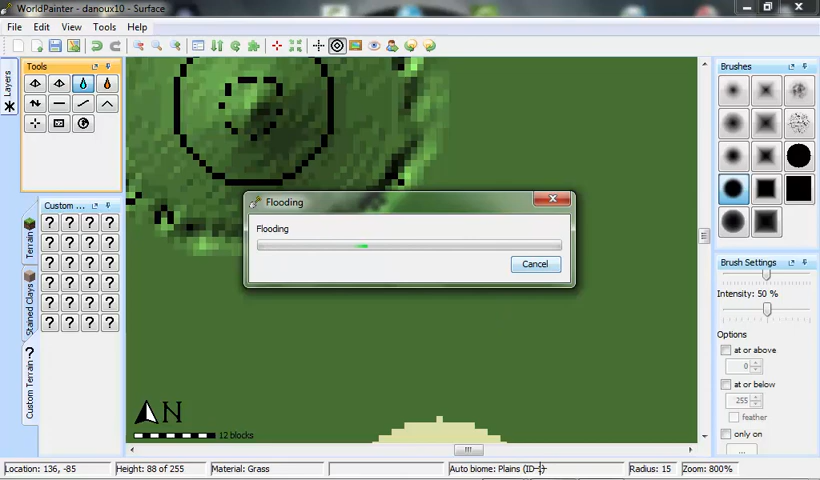 WorldPainter - danoux10 - Surface
File Edit View Tools Help
Layers
Tools
Brushes
Flooding
Flooding
Cancel
Custom ...
Terrain
Stained Clays
Custom Terrain
Brush Settings
Intensity: 50 %
Options
at or above
0
at or below
255
feather
only on
...
N
12 blocks
Location: 136, -85
Height: 88 of 255
Material: Grass
Auto biome: Plains (ID
Radius: 15
Zoom: 800%